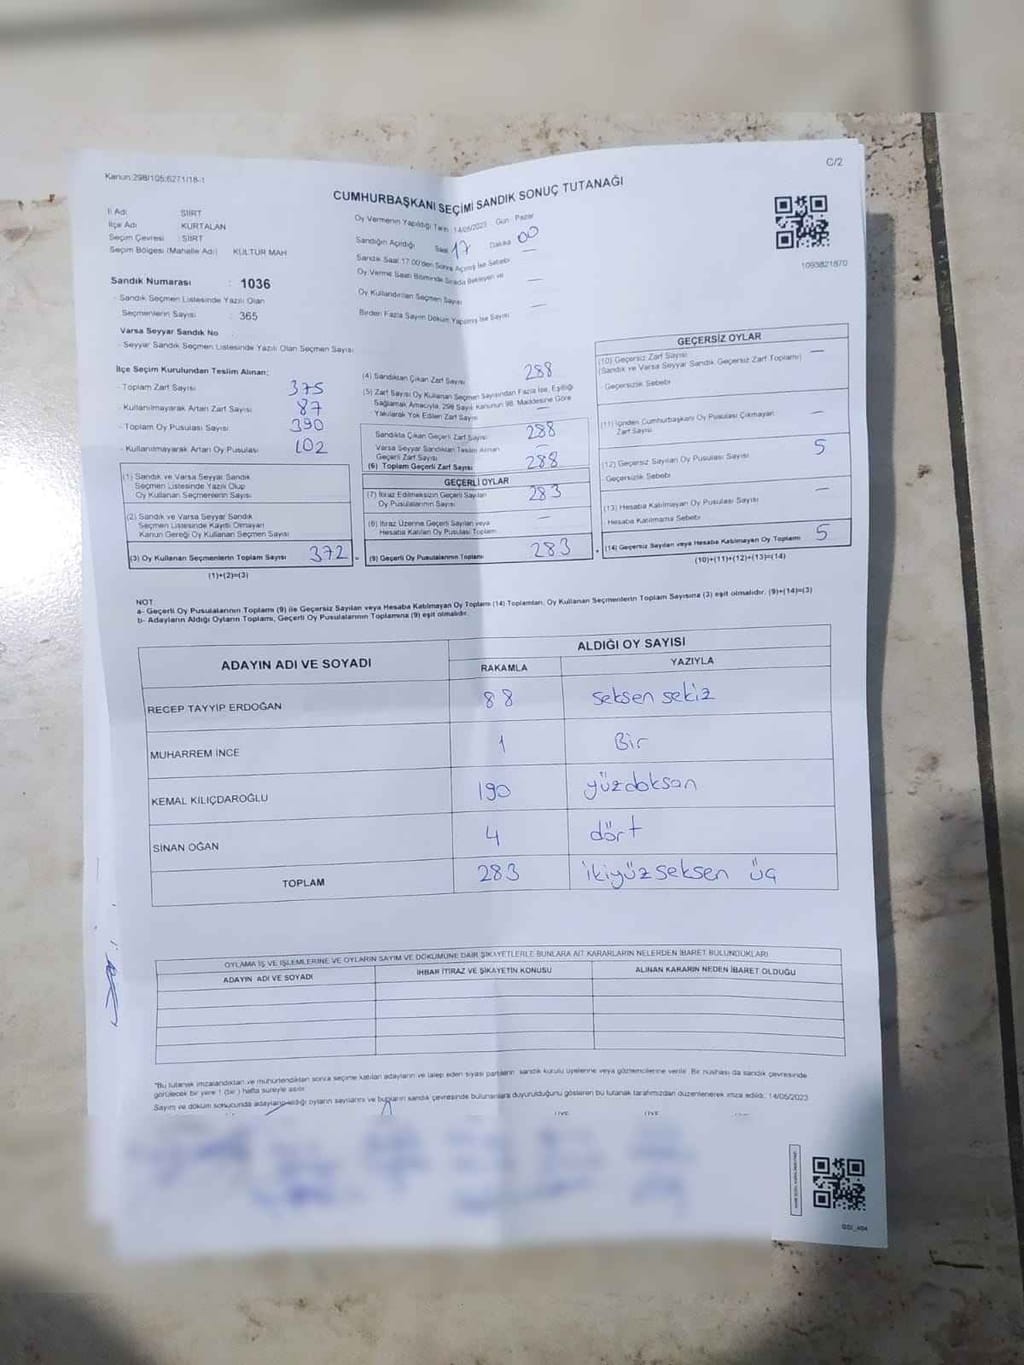 C/2
Kanun:298/105;6271/18-1
CUMHURBAŞKANI SEÇİMİ SANDIK SONUÇ TUTANAĞI
İl Adı : SİİRT
İlçe Adı : KURTALAN
Seçim Çevresi : SİİRT
Seçim Bölgesi (Mahalle Adı) KÜLTÜR MAH
Sandık Numarası : 1036
- Sandık Seçmen Listesinde Yazılı Olan
Seçmenlerin Sayısı : 365
Varsa Seyyar Sandık No
- Seyyar Sandık Seçmen Listesinde Yazılı Olan Seçmen Sayısı
Oy Vermenin Yapıldığı Tarih : 14/05/2023 Gün : Pazar
Sandığın Açıldığı Saat 17 Dakika 00
Sandık Saat 17:00'den Sonra Açılmış İse Sebebi —
Oy Verme Saati Bitiminde Sırada Bekleyen ve
Oy Kullandırılan Seçmen Sayısı —
Birden Fazla Sayım Döküm Yapılmış İse Sayısı —
1093821870
İlçe Seçim Kurulundan Teslim Alınan:
- Toplam Zarf Sayısı 375
- Kullanılmayarak Artan Zarf Sayısı 87
- Toplam Oy Pusulası Sayısı 390
- Kullanılmayarak Artan Oy Pusulası 102
(1) Sandık ve Varsa Seyyar Sandık
Seçmen Listesinde Yazılı Olup
Oy Kullanan Seçmenlerin Sayısı
(2) Sandık ve Varsa Seyyar Sandık
Seçmen Listesinde Kayıtlı Olmayan
Kanun Gereği Oy Kullanan Seçmen Sayısı
(3) Oy Kullanan Seçmenlerin Toplam Sayısı 372
(1)+(2)=(3)
(4) Sandıktan Çıkan Zarf Sayısı 288
(5) Zarf Sayısı Oy Kullanan Seçmen Sayısından Fazla İse, Eşitliği
Sağlamak Amacıyla, 298 Sayılı Kanunun 98. Maddesine Göre
Yakılarak Yok Edilen Zarf Sayısı —
Sandıkta Çıkan Geçerli Zarf Sayısı 288
Varsa Seyyar Sandıktan Teslim Alınan
Geçerli Zarf Sayısı —
(6) Toplam Geçerli Zarf Sayısı 288
GEÇERLİ OYLAR
(7) İtiraz Edilmeksizin Geçerli Sayılan
Oy Pusulalarının Sayısı 283
(8) İtiraz Üzerine Geçerli Sayılan veya
Hesaba Katılan Oy Pusulası Toplamı —
= (9) Geçerli Oy Pusulalarının Toplamı 283
GEÇERSİZ OYLAR
(10) Geçersiz Zarf Sayısı —
(Sandık ve Varsa Seyyar Sandık Geçersiz Zarf Toplamı)
- Geçersizlik Sebebi
(11) İçinden Cumhurbaşkanı Oy Pusulası Çıkmayan —
Zarf Sayısı
(12) Geçersiz Sayılan Oy Pusulası Sayısı 5
Geçersizlik Sebebi
(13) Hesaba Katılmayan Oy Pusulası Sayısı —
Hesaba Katılmama Sebebi
+ (14) Geçersiz Sayılan veya Hesaba Katılmayan Oy Toplamı 5
(10)+(11)+(12)+(13)=(14)
NOT
a- Geçerli Oy Pusulalarının Toplamı (9) ile Geçersiz Sayılan veya Hesaba Katılmayan Oy Toplamı (14) Toplamları, Oy Kullanan Seçmenlerin Toplam Sayısına (3) eşit olmalıdır. (9)+(14)=(3)
b- Adayların Aldığı Oyların Toplamı, Geçerli Oy Pusulalarının Toplamına (9) eşit olmalıdır.
ADAYIN ADI VE SOYADI
ALDIĞI OY SAYISI
RAKAMLA YAZIYLA
RECEP TAYYİP ERDOĞAN 88 seksen sekiz
MUHARREM İNCE 1 Bir
KEMAL KILIÇDAROĞLU 190 yüzdoksan
SİNAN OĞAN 4 dört
TOPLAM 283 ikiyüzseksen üç
OYLAMA İŞ VE İŞLEMLERİNE VE OYLARIN SAYIM VE DÖKÜMÜNE DAİR ŞİKAYETLERLE BUNLARA AİT KARARLARIN NELERDEN İBARET BULUNDUKLARI
ADAYIN ADI VE SOYADI İHBAR İTİRAZ VE ŞİKAYETİN KONUSU ALINAN KARARIN NEDEN İBARET OLDUĞU
"Bu tutanak imzalandıktan ve mühürlendikten sonra seçime katılan adayların ve talep eden siyasi partilerin sandık kurulu üyelerine veya gözlemcilerine verilir. Bir nüshası da sandık çevresinde
görülecek bir yere 1 (bir) hafta süreyle asılır.
Sayım ve döküm sonucunda adayların aldığı oyların sayılarını ve bunların sandık çevresinde bulunanlara duyurulduğunu gösteren bu tutanak tarafımızdan düzenlenerek imza edildi. 14/05/2023